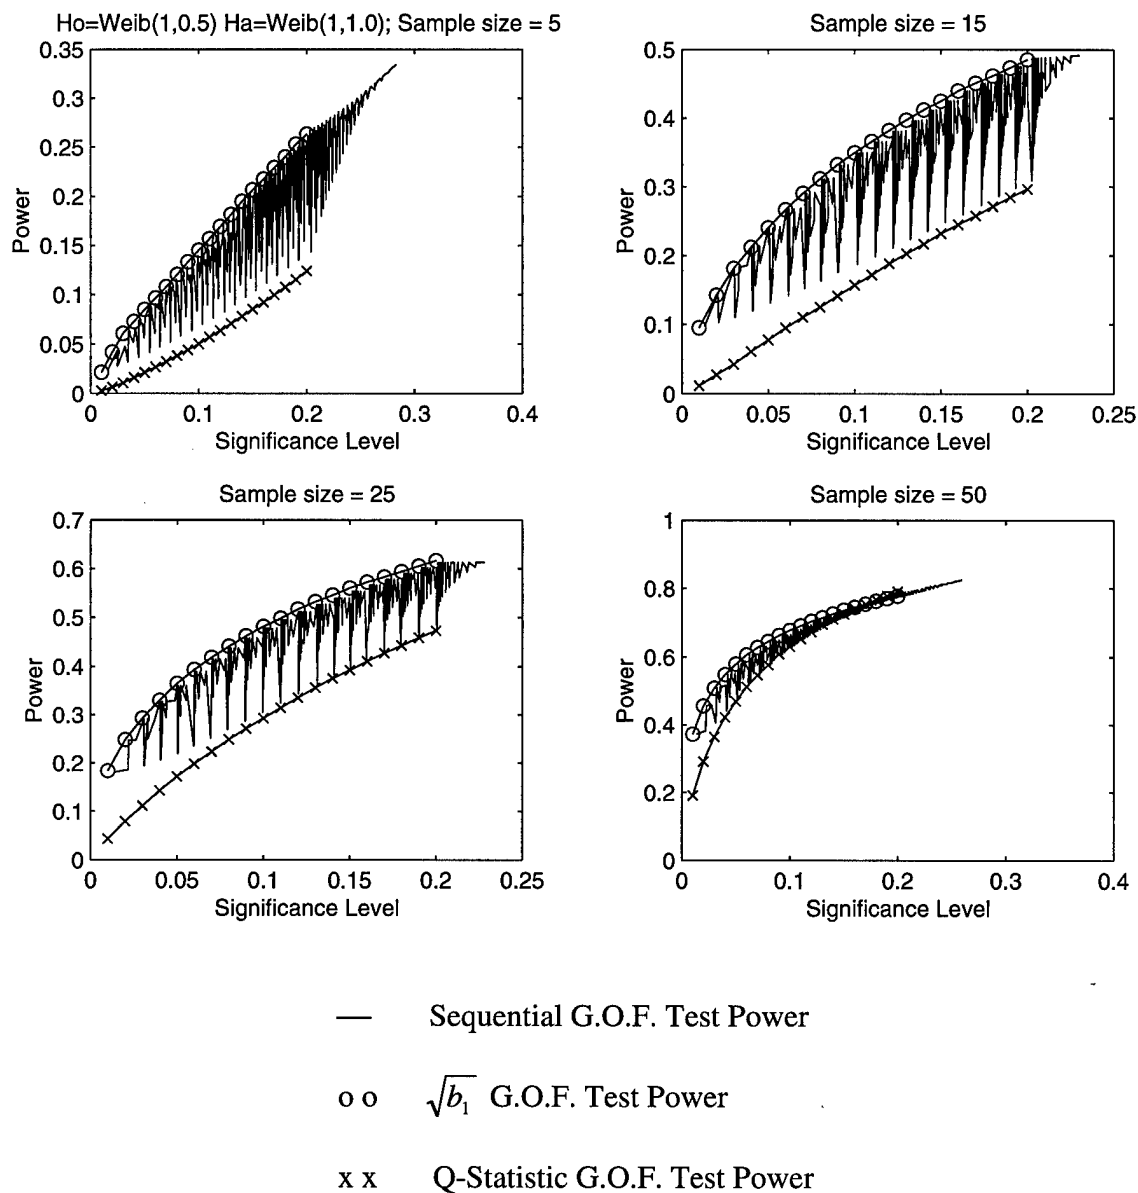 Ho=Weib(1,0.5) Ha=Weib(1,1.0); Sample size = 5
0.35
0.3
0.25
0.2
0.15
0.1
0.05
0
Power
0 0.1 0.2 0.3 0.4
Significance Level
Sample size = 15
0.5
0.4
0.3
0.2
0.1
0
Power
0 0.05 0.1 0.15 0.2 0.25
Significance Level
Sample size = 25
0.7
0.6
0.5
0.4
0.3
0.2
0.1
0
Power
0 0.05 0.1 0.15 0.2 0.25
Significance Level
Sample size = 50
1
0.8
0.6
0.4
0.2
0
Power
0 0.1 0.2 0.3 0.4
Significance Level
— Sequential G.O.F. Test Power
o o √b₁ G.O.F. Test Power
x x Q-Statistic G.O.F. Test Power